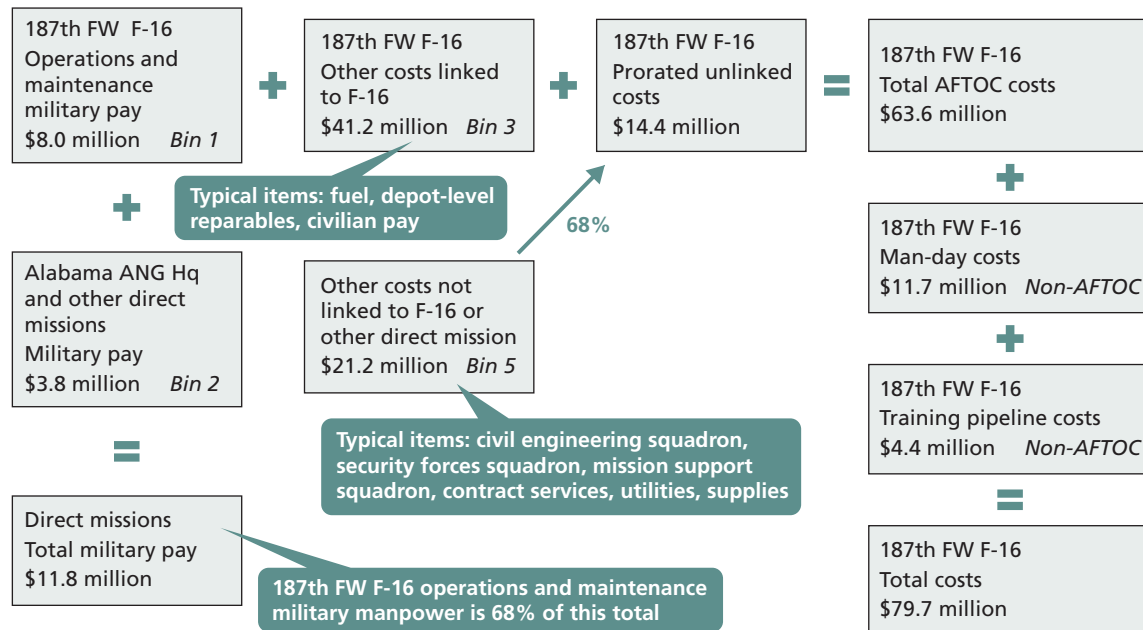 187th FW F-16
Operations and
maintenance
military pay
$8.0 million Bin 1
+
187th FW F-16
Other costs linked
to F-16
$41.2 million Bin 3
+
187th FW F-16
Prorated unlinked
costs
$14.4 million
=
187th FW F-16
Total AFTOC costs
$63.6 million
Typical items: fuel, depot-level
reparables, civilian pay
68%
+
+
Alabama ANG Hq
and other direct
missions
Military pay
$3.8 million Bin 2
Other costs not
linked to F-16 or
other direct mission
$21.2 million Bin 5
187th FW F-16
Man-day costs
$11.7 million Non-AFTOC
+
Typical items: civil engineering squadron,
security forces squadron, mission support
squadron, contract services, utilities, supplies
187th FW F-16
Training pipeline costs
$4.4 million Non-AFTOC
=
=
Direct missions
Total military pay
$11.8 million
187th FW F-16 operations and maintenance
military manpower is 68% of this total
187th FW F-16
Total costs
$79.7 million